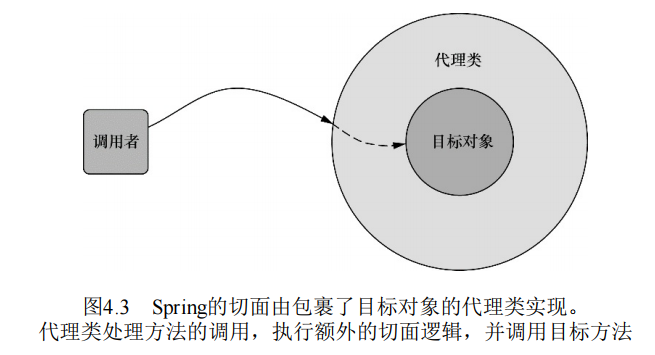 代理类
调用者
目标对象
图4.3 Spring的切面由包裹了目标对象的代理类实现。
代理类处理方法的调用，执行额外的切面逻辑，并调用目标方法